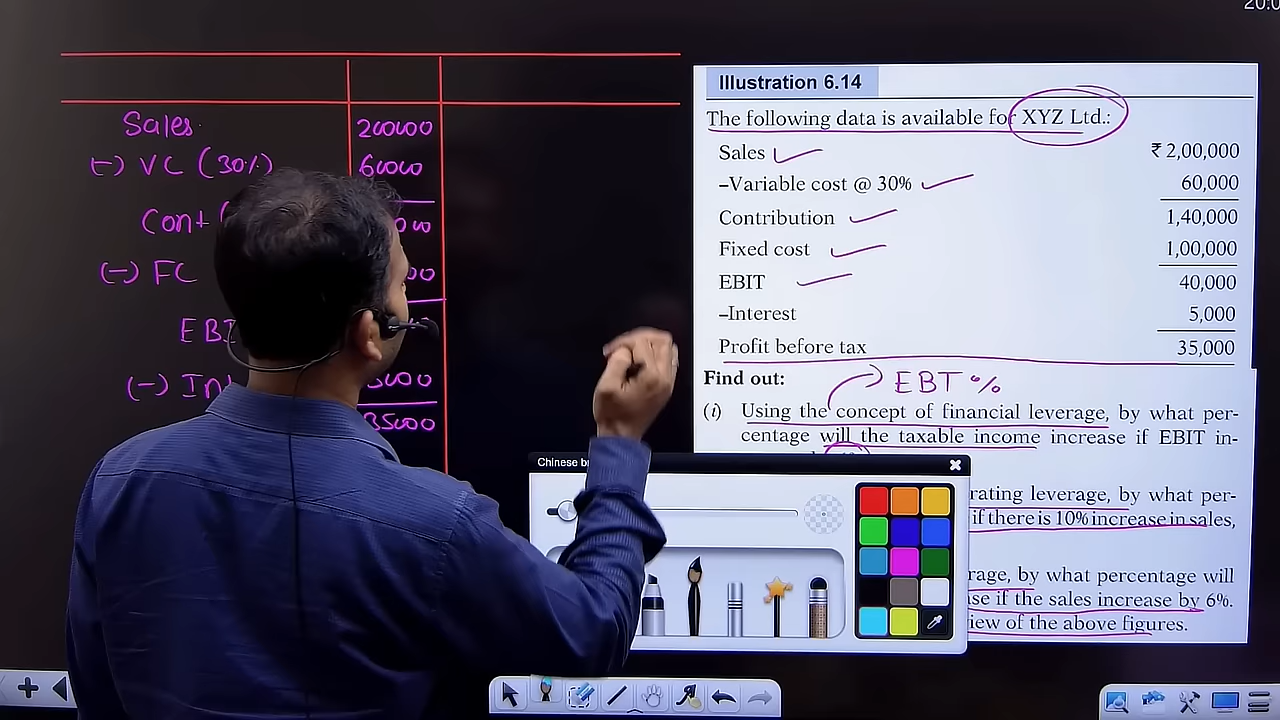 20:0
Sales 200000
(-) VC (30%) 60000
Cont
(-) FC
(-) In 5000
35000
Illustration 6.14
The following data is available for XYZ Ltd.:
Sales ₹ 2,00,000
–Variable cost @ 30% 60,000
Contribution 1,40,000
Fixed cost 1,00,000
EBIT 40,000
–Interest 5,000
Profit before tax 35,000
Find out: EBT %
(i) Using the concept of financial leverage, by what per-
centage will the taxable income increase if EBIT in-
rating leverage, by what per-
if there is 10% increase in sales,
rage, by what percentage will
se if the sales increase by 6%.
iew of the above figures.
Chinese b